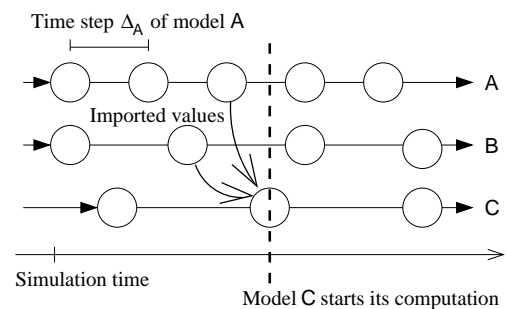 Time step Δ_A of model A
A
Imported values
B
C
Simulation time
Model C starts its computation